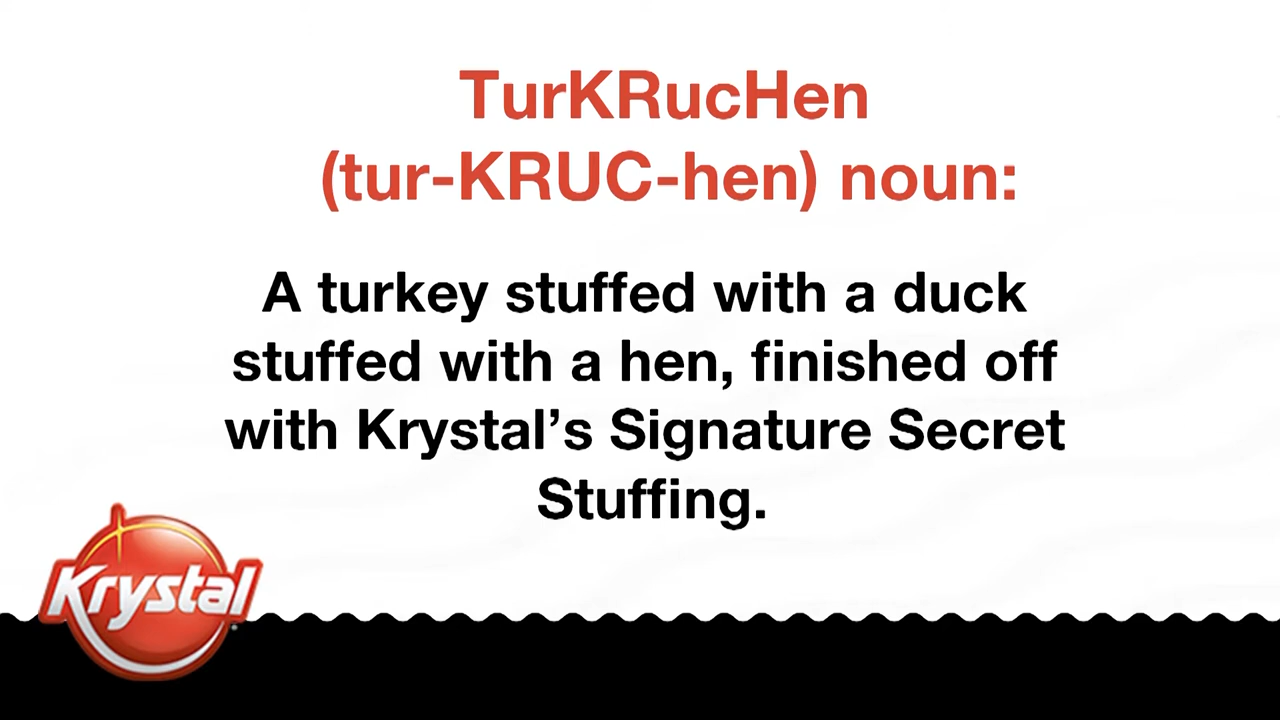 TurKRucHen
(tur-KRUC-hen) noun:
A turkey stuffed with a duck
stuffed with a hen, finished off
with Krystal’s Signature Secret
Stuffing.
Krystal